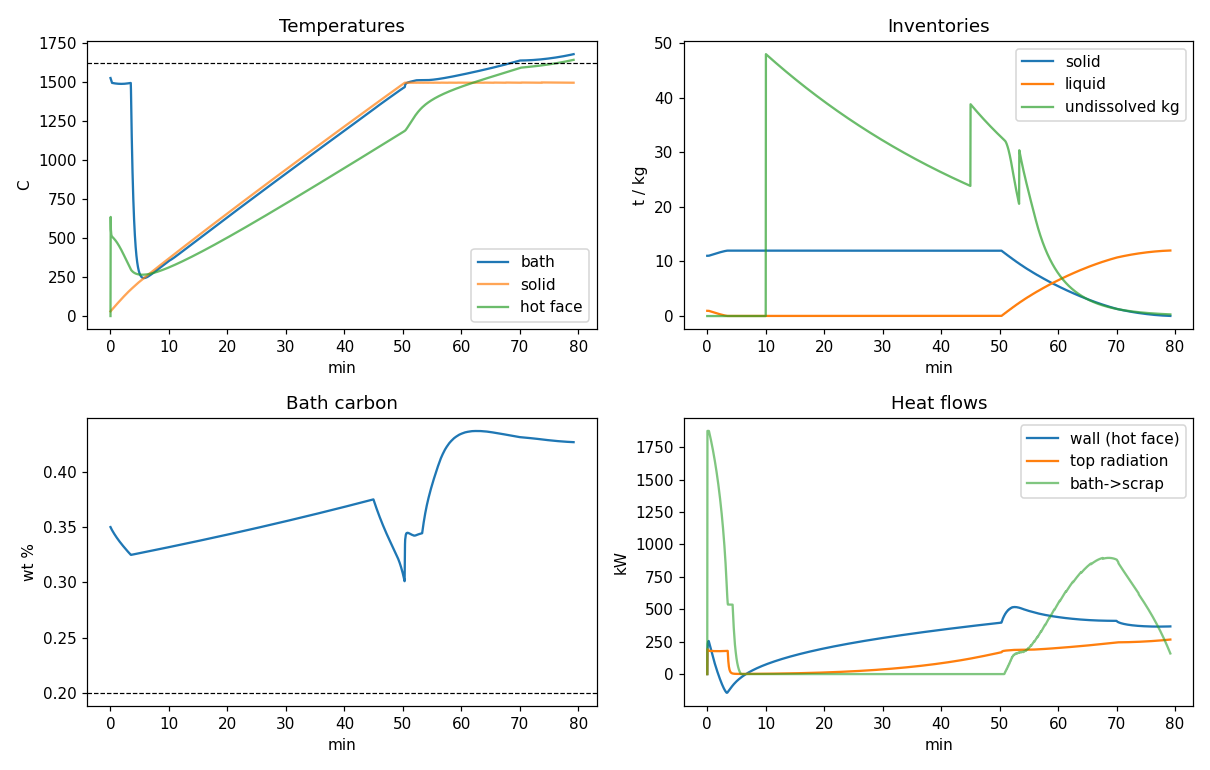 Temperatures
1750
1500
1250
1000
750
500
250
0
C
0 10 20 30 40 50 60 70 80
min
bath
solid
hot face
Inventories
50
40
30
20
10
0
t / kg
0 10 20 30 40 50 60 70 80
min
solid
liquid
undissolved kg
Bath carbon
0.40
0.35
0.30
0.25
0.20
wt %
0 10 20 30 40 50 60 70 80
min
Heat flows
1750
1500
1250
1000
750
500
250
0
kW
0 10 20 30 40 50 60 70 80
min
wall (hot face)
top radiation
bath->scrap